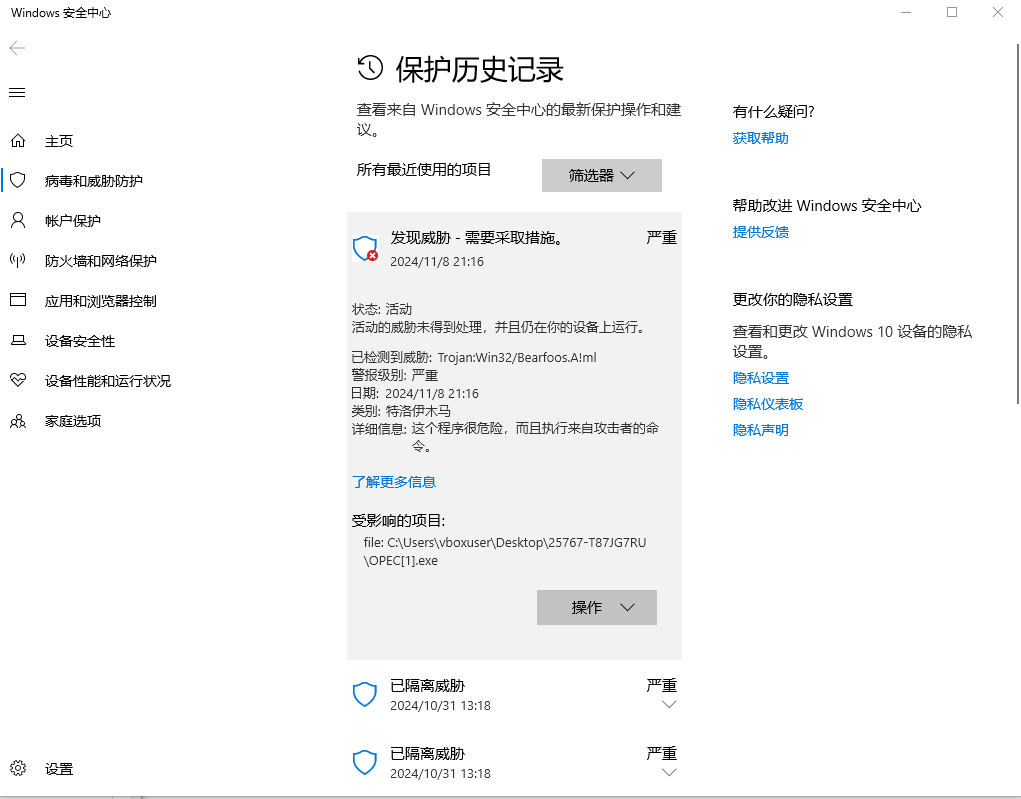 Windows 安全中心
主页
病毒和威胁防护
帐户保护
防火墙和网络保护
应用和浏览器控制
设备安全性
设备性能和运行状况
家庭选项
设置
保护历史记录
查看来自 Windows 安全中心的最新保护操作和建
议。
所有最近使用的项目
筛选器
发现威胁 - 需要采取措施。
严重
2024/11/8 21:16
状态: 活动
活动的威胁未得到处理，并且仍在你的设备上运行。
已检测到威胁: Trojan:Win32/Bearfoos.A!ml
警报级别: 严重
日期: 2024/11/8 21:16
类别: 特洛伊木马
详细信息: 这个程序很危险，而且执行来自攻击者的命
令。
了解更多信息
受影响的项目:
file: C:\Users\vboxuser\Desktop\25767-T87JG7RU
\OPEC[1].exe
操作
已隔离威胁
严重
2024/10/31 13:18
已隔离威胁
严重
2024/10/31 13:18
有什么疑问?
获取帮助
帮助改进 Windows 安全中心
提供反馈
更改你的隐私设置
查看和更改 Windows 10 设备的隐私
设置。
隐私设置
隐私仪表板
隐私声明